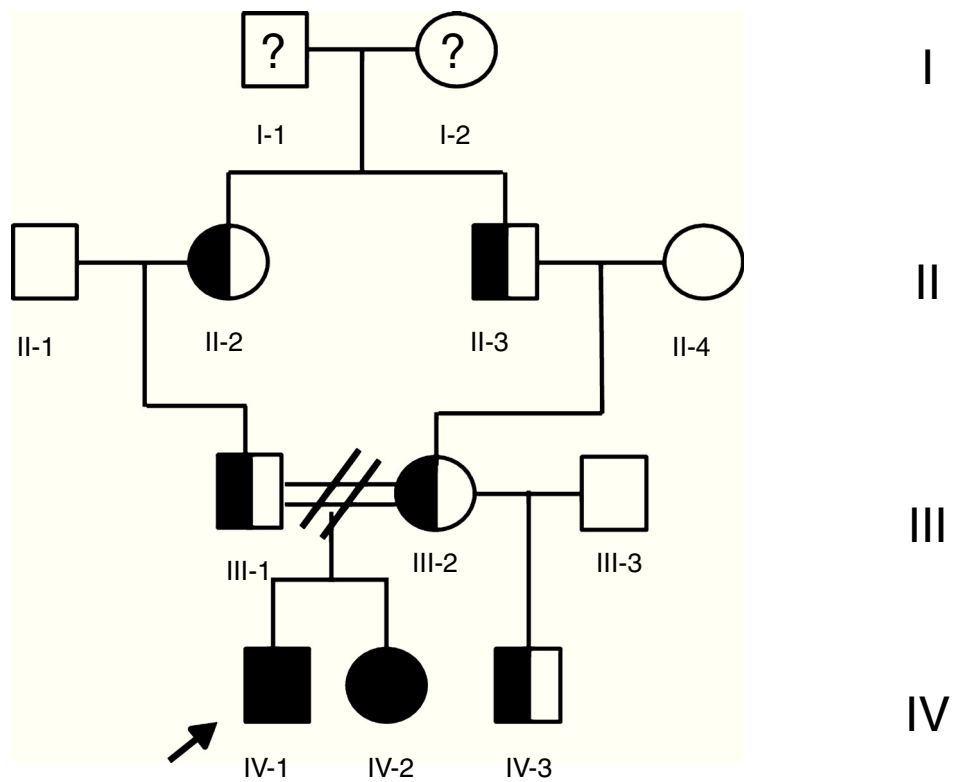 ? ? I
I-1 I-2
II
II-1 II-2 II-3 II-4
III
III-1 III-2 III-3
IV
IV-1 IV-2 IV-3